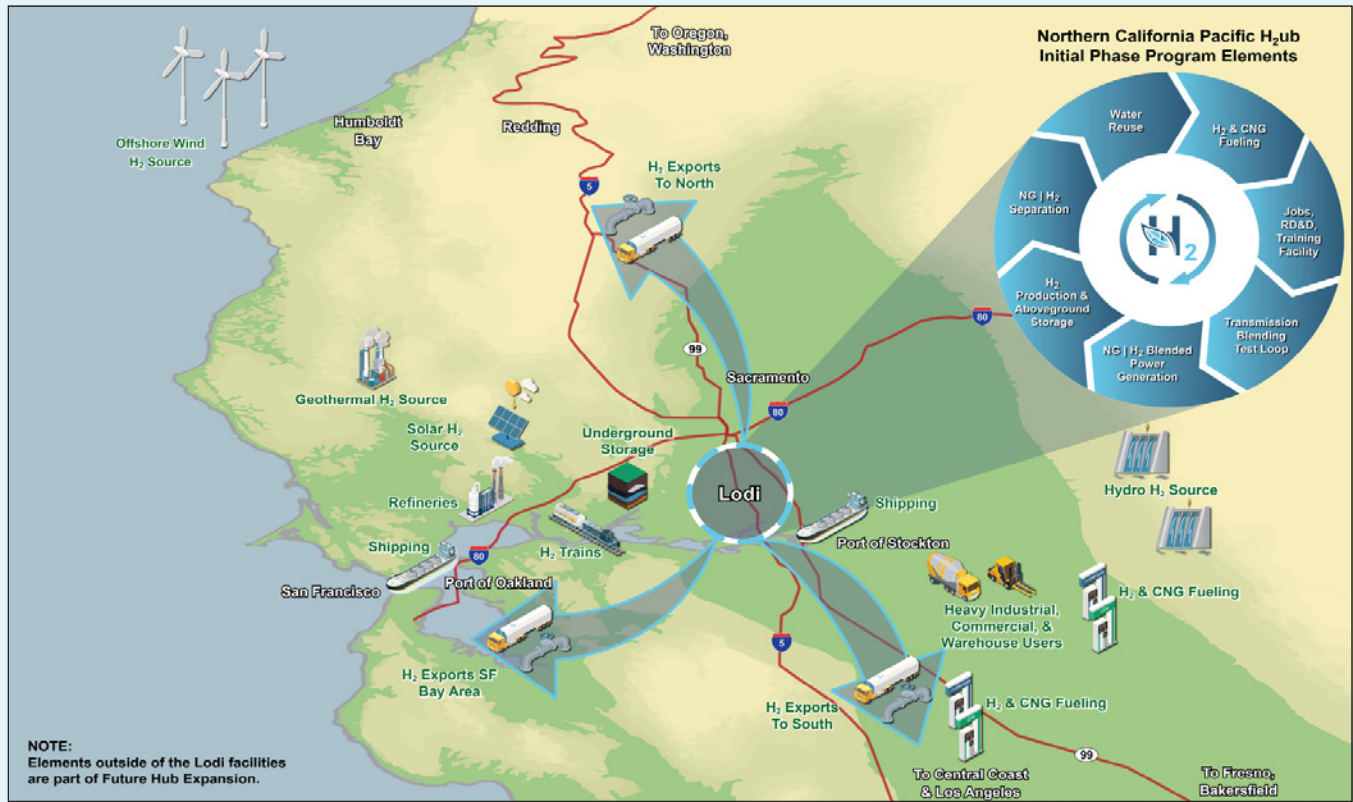 To Oregon,
Washington
Northern California Pacific H₂ub
Initial Phase Program Elements
Water
Reuse
H₂ & CNG
Fueling
NG | H₂
Separation
Jobs,
RD&D,
Training
Facility
H₂
H₂
Production &
Aboveground
Storage
Transmission
Blending
Test Loop
NG | H₂ Blended
Power
Generation
Offshore Wind
H₂ Source
Humboldt
Bay
Redding
5
H₂ Exports
To North
99
80
Sacramento
80
Geothermal H₂ Source
Solar H₂
Source
Underground
Storage
Refineries
Lodi
Hydro H₂ Source
Shipping
Port of Stockton
Shipping
H₂ Trains
80
San Francisco
Port of Oakland
Heavy Industrial,
Commercial, &
Warehouse Users
H₂ & CNG Fueling
H₂ Exports SF
Bay Area
5
H₂ Exports
To South
H₂ & CNG Fueling
99
NOTE:
Elements outside of the Lodi facilities
are part of Future Hub Expansion.
To Central Coast
& Los Angeles
To Fresno,
Bakersfield